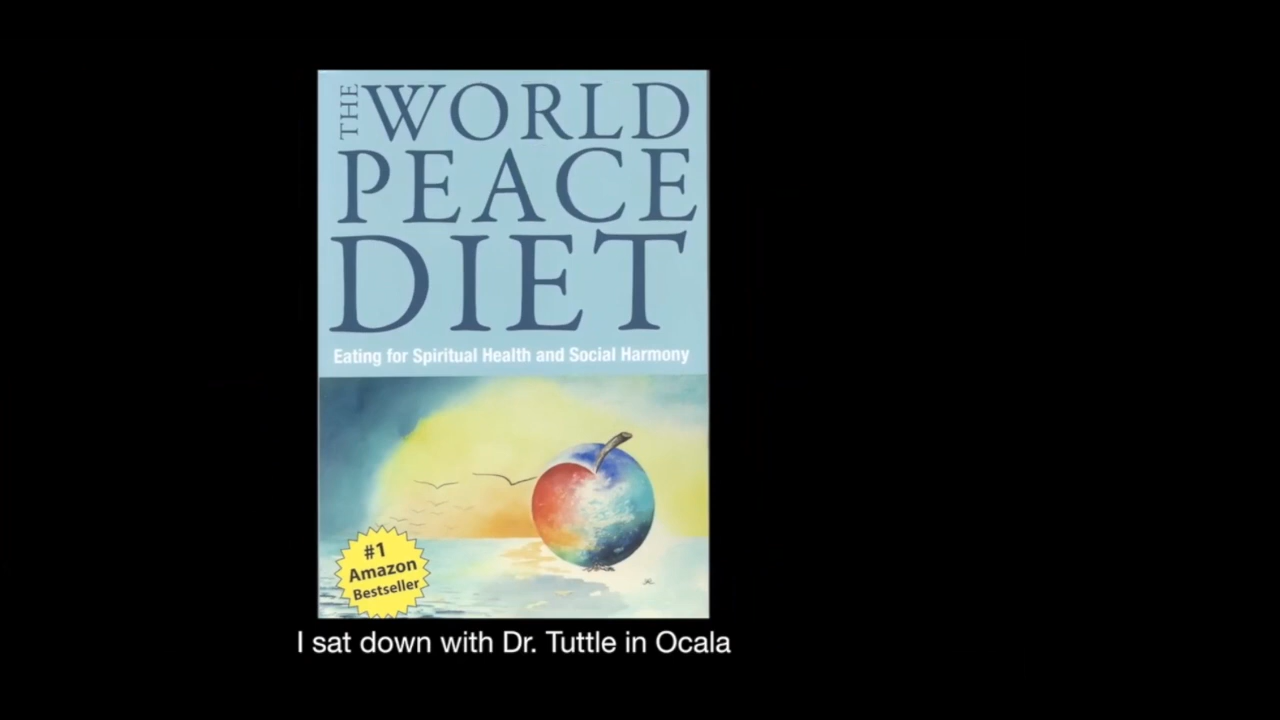 THE WORLD
PEACE
DIET
Eating for Spiritual Health and Social Harmony
#1
Amazon
Bestseller
I sat down with Dr. Tuttle in Ocala